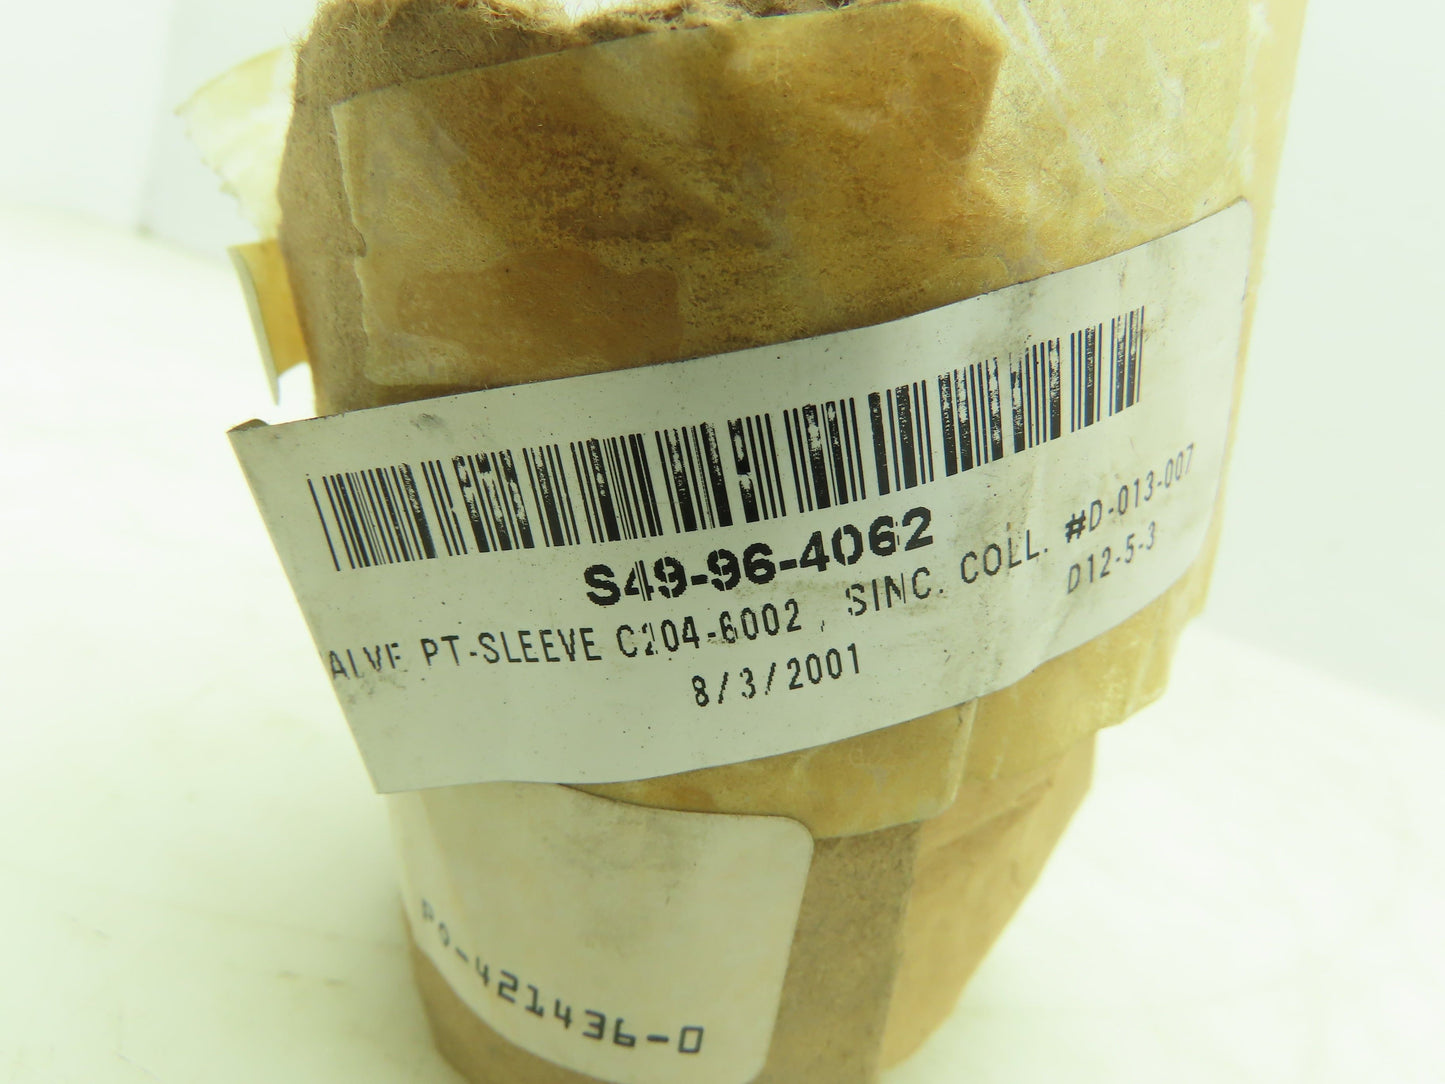 S49-96-4062
ALVE PT-SLEEVE C204-6002, SINC. COLL. #D-013-007
8/3/2001 D12-5-3
PO-421436-0